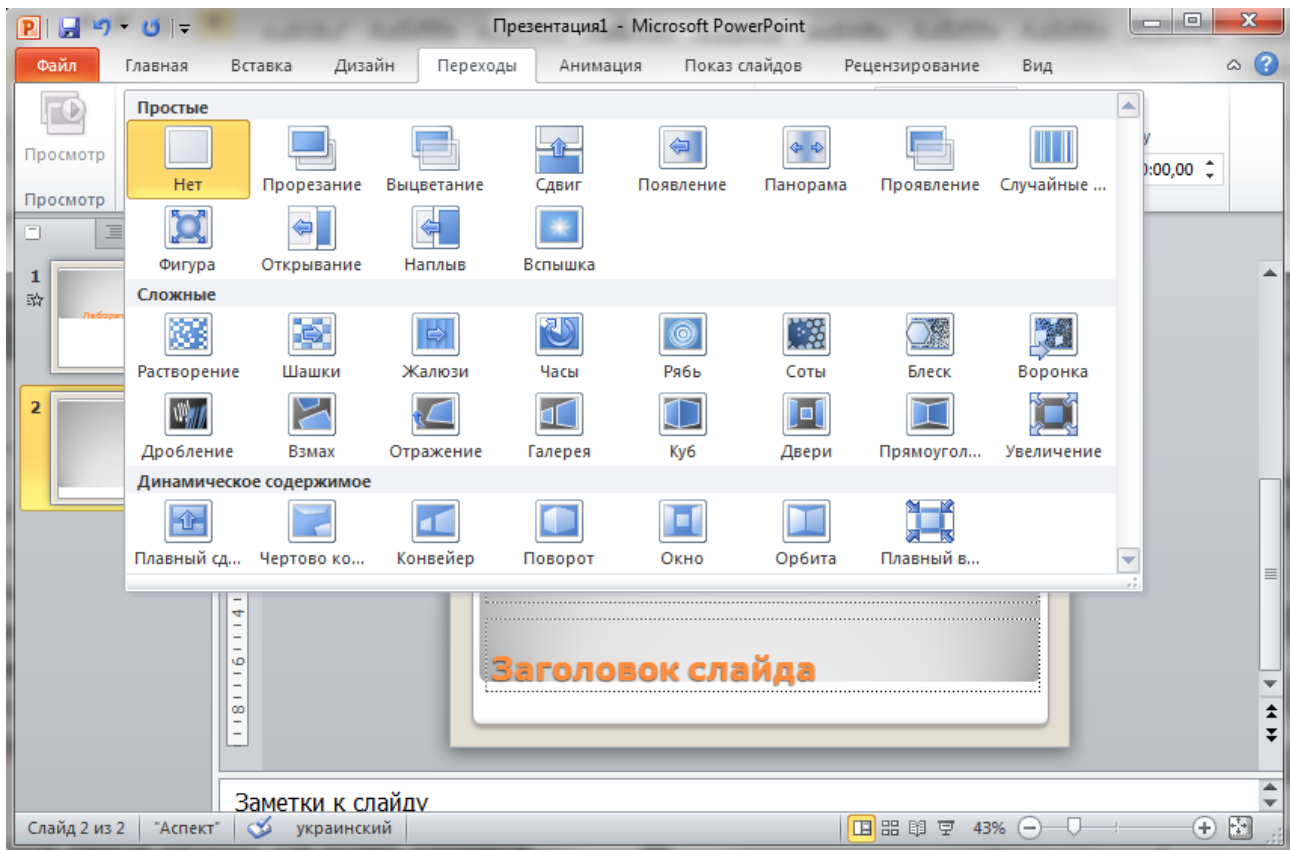 Презентация1 - Microsoft PowerPoint
Файл Главная Вставка Дизайн Переходы Анимация Показ слайдов Рецензирование Вид
Просмотр
Просмотр
Простые
Нет Прорезание Выцветание Сдвиг Появление Панорама Проявление Случайные ...
Фигура Открывание Наплыв Вспышка
Сложные
Растворение Шашки Жалюзи Часы Рябь Соты Блеск Воронка
Дробление Взмах Отражение Галерея Куб Двери Прямоугол... Увеличение
Динамическое содержимое
Плавный сд... Чертово ко... Конвейер Поворот Окно Орбита Плавный в...
:00,00
1
2
Заголовок слайда
Заметки к слайду
Слайд 2 из 2 "Аспект" украинский 43%